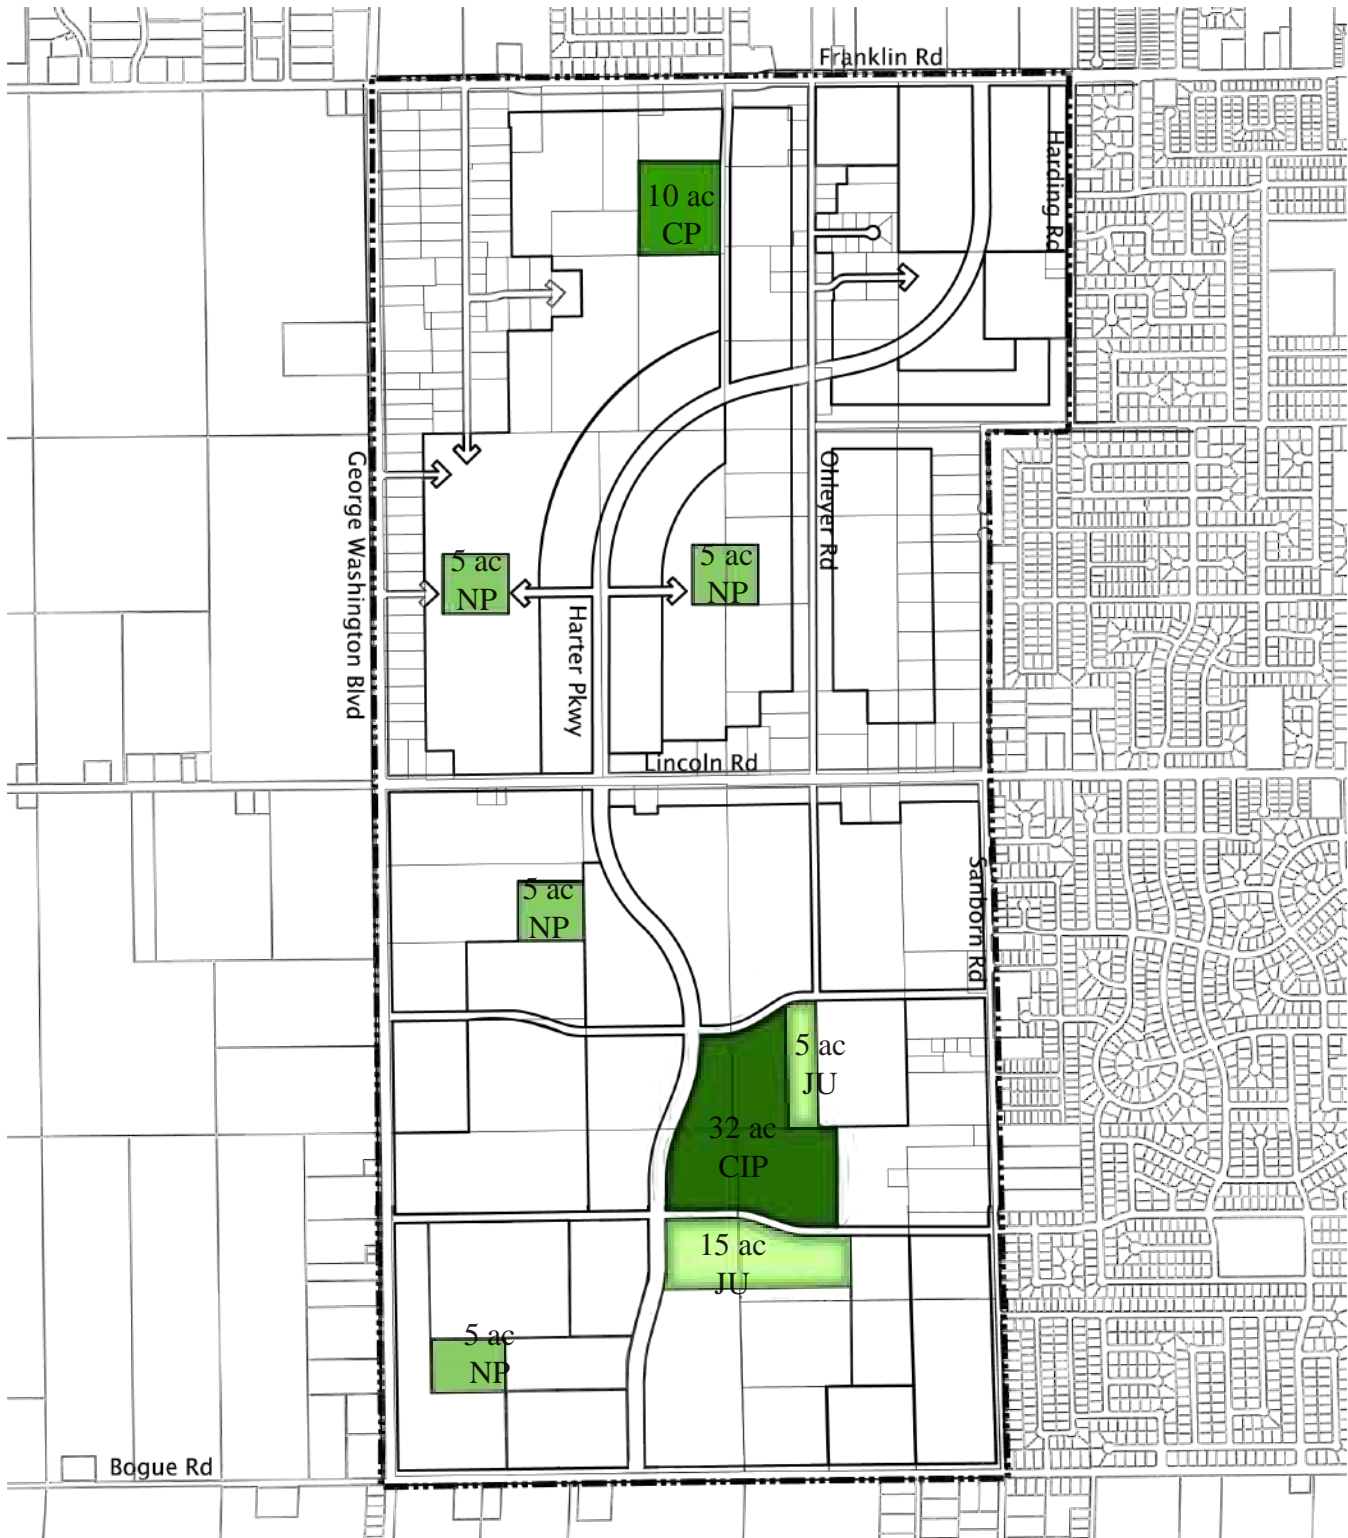 Franklin Rd
Harding Rd
10 ac
CP
George Washington Blvd
Ohleyer Rd
5 ac
NP
5 ac
NP
Harter Pkwy
Lincoln Rd
5 ac
NP
Sanborn Rd
5 ac
JU
32 ac
CIP
15 ac
JU
5 ac
NP
Bogue Rd